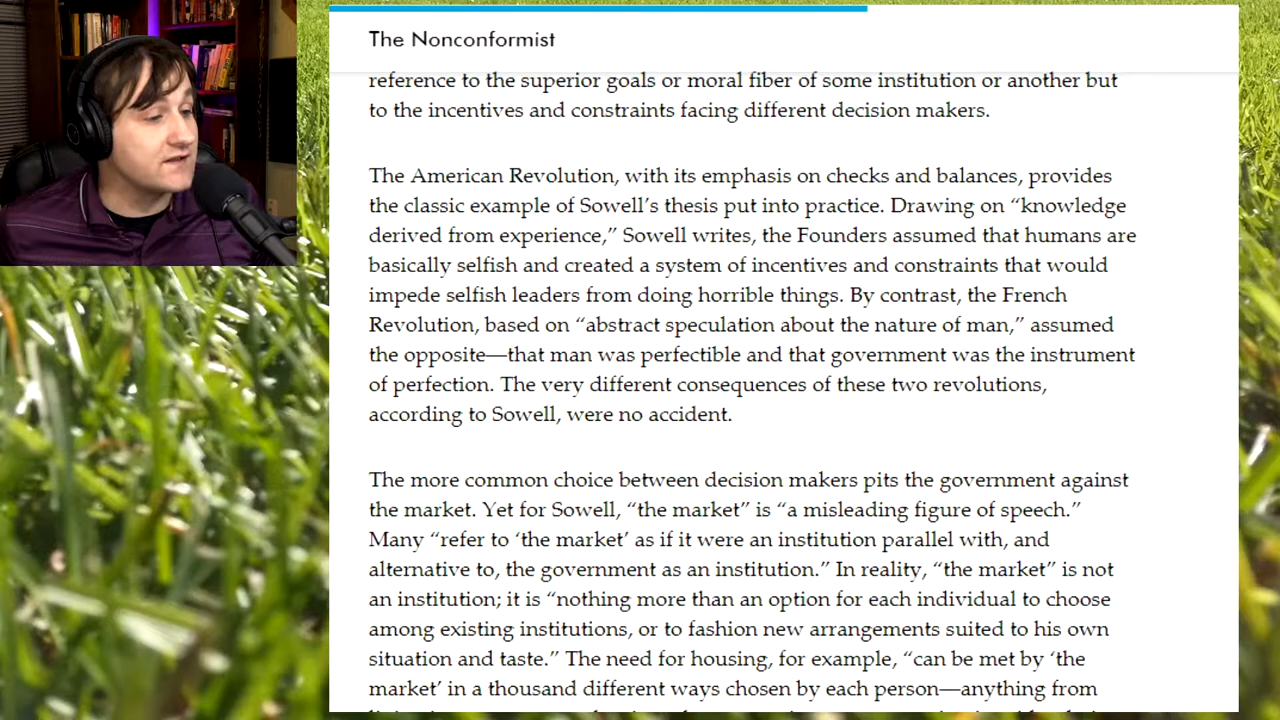 The Nonconformist
reference to the superior goals or moral fiber of some institution or another but
to the incentives and constraints facing different decision makers.
The American Revolution, with its emphasis on checks and balances, provides
the classic example of Sowell’s thesis put into practice. Drawing on “knowledge
derived from experience,” Sowell writes, the Founders assumed that humans are
basically selfish and created a system of incentives and constraints that would
impede selfish leaders from doing horrible things. By contrast, the French
Revolution, based on “abstract speculation about the nature of man,” assumed
the opposite—that man was perfectible and that government was the instrument
of perfection. The very different consequences of these two revolutions,
according to Sowell, were no accident.
The more common choice between decision makers pits the government against
the market. Yet for Sowell, “the market” is “a misleading figure of speech.”
Many “refer to ‘the market’ as if it were an institution parallel with, and
alternative to, the government as an institution.” In reality, “the market” is not
an institution; it is “nothing more than an option for each individual to choose
among existing institutions, or to fashion new arrangements suited to his own
situation and taste.” The need for housing, for example, “can be met by ‘the
market’ in a thousand different ways chosen by each person—anything from